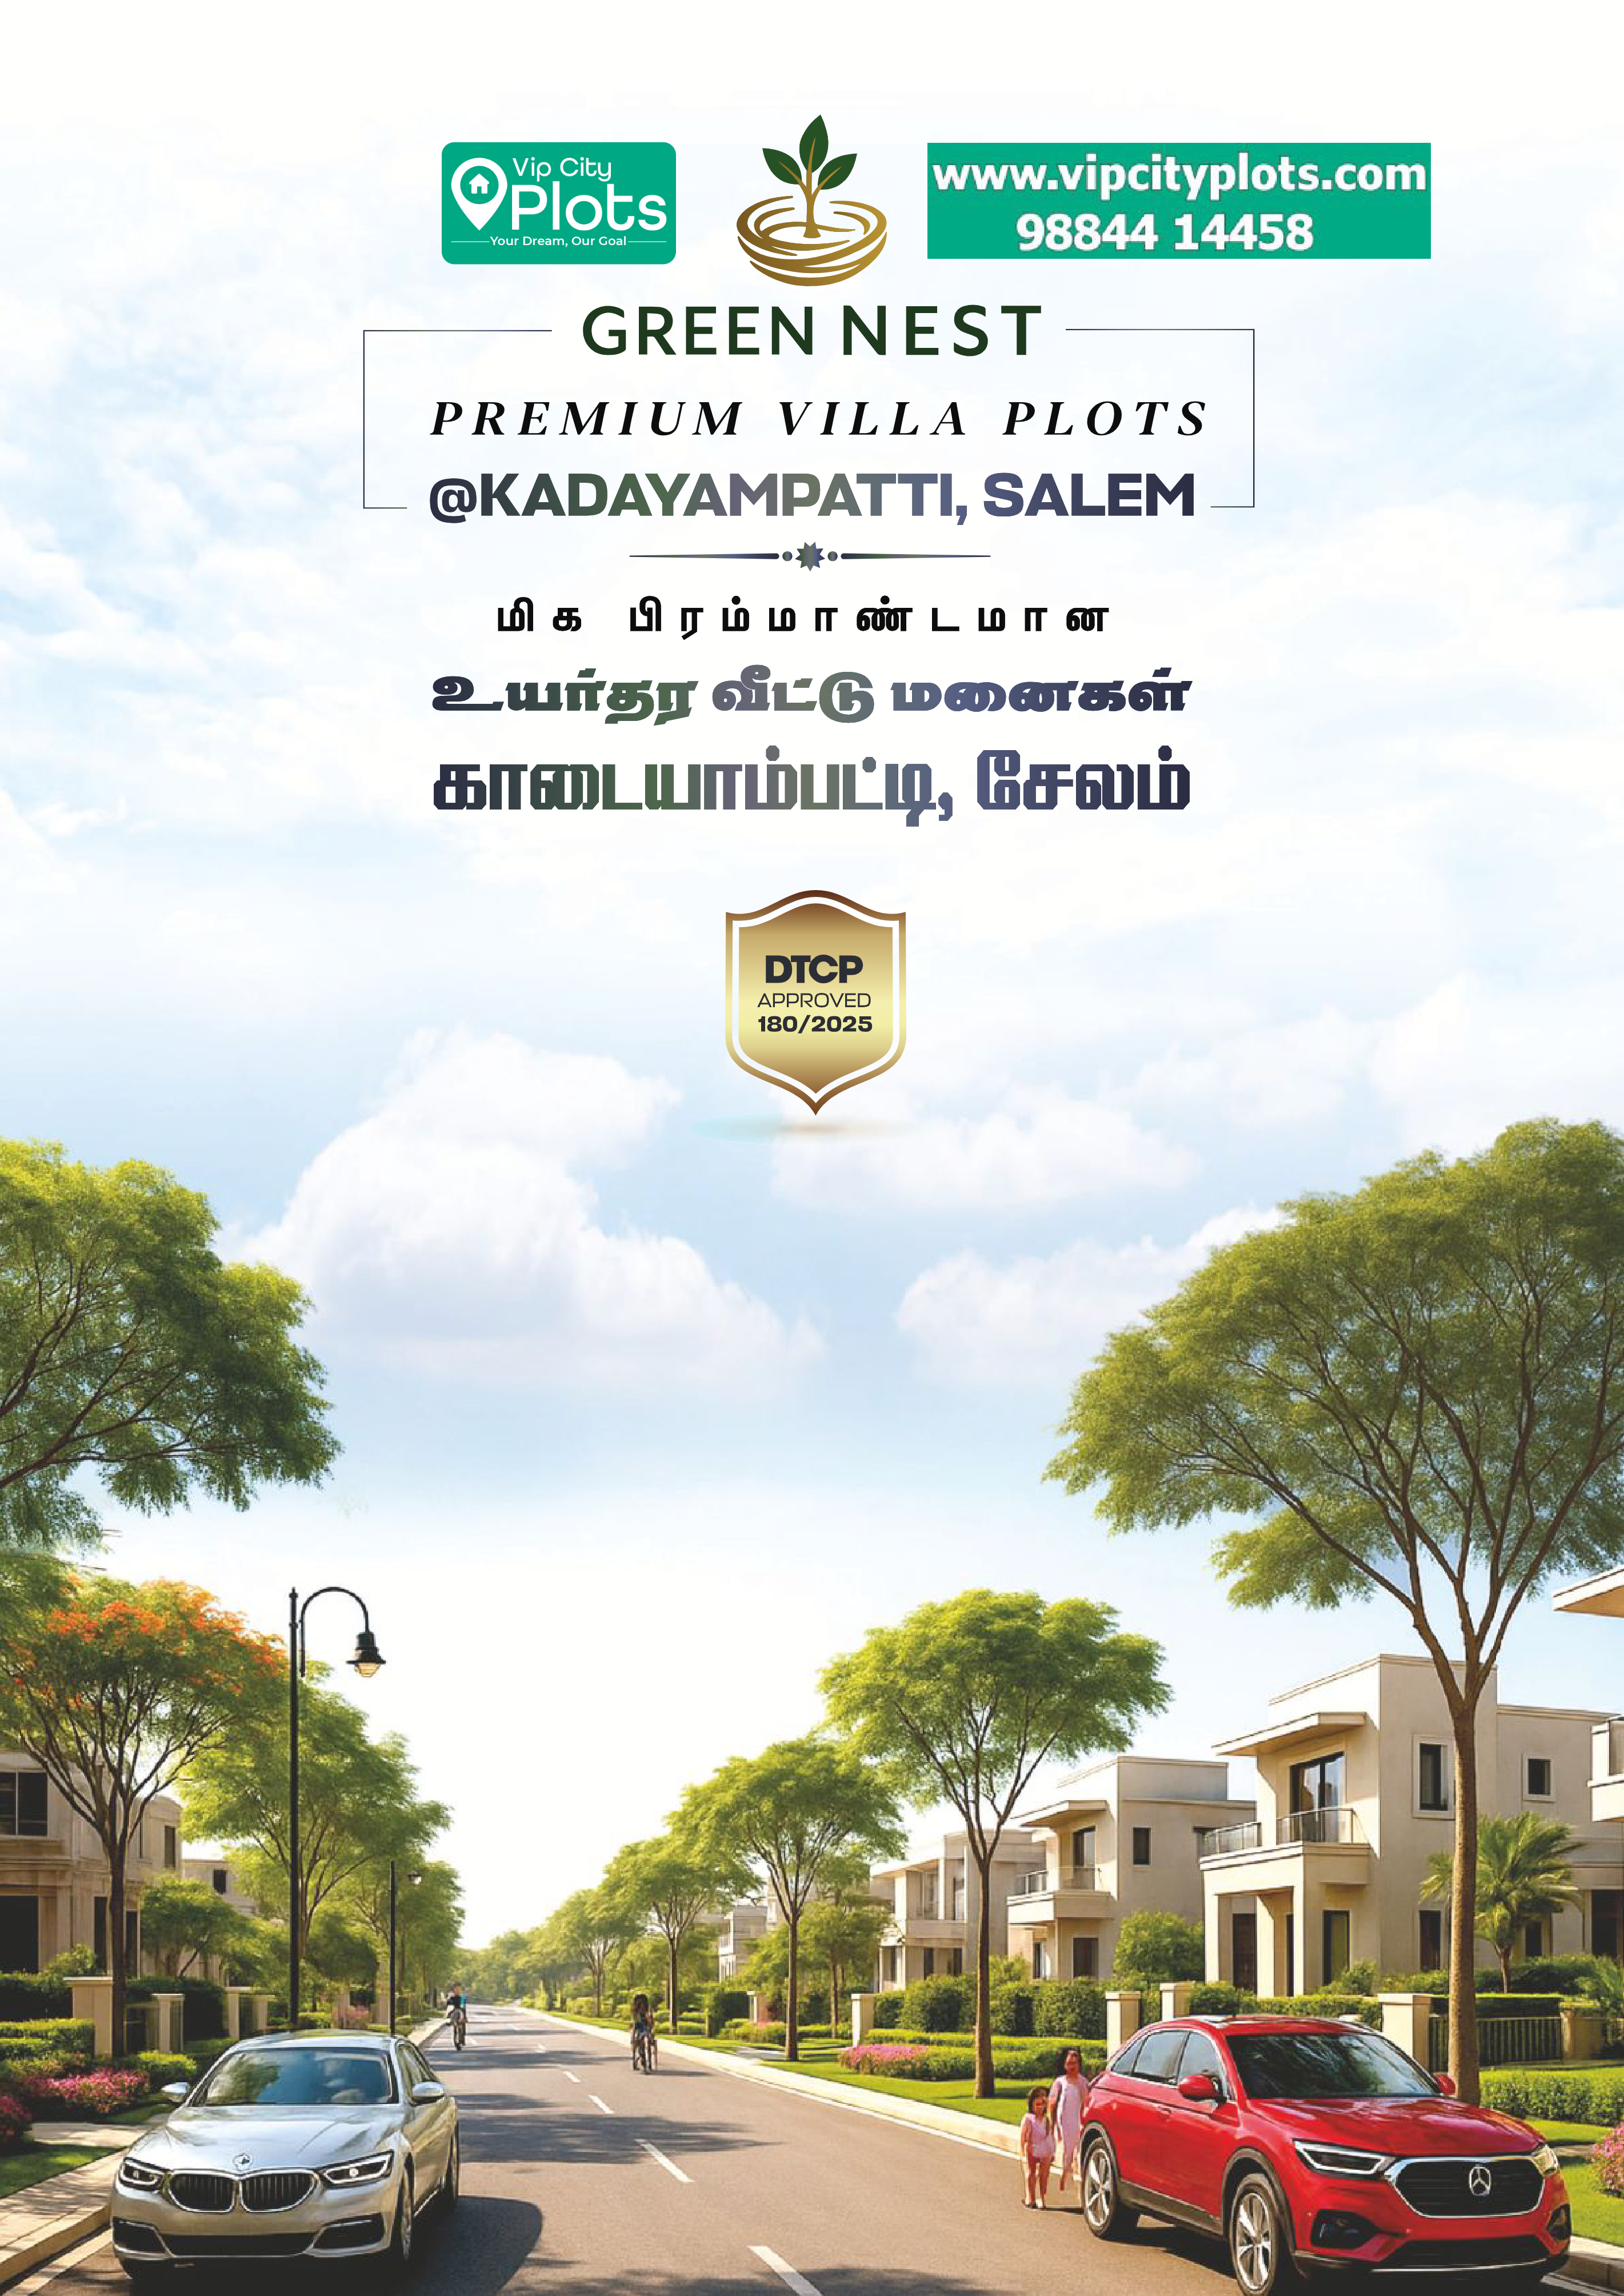 Vip City
Plots
Your Dream, Our Goal
www.vipcityplots.com
98844 14458
GREEN NEST
PREMIUM VILLA PLOTS
@KADAYAMPATTI, SALEM
மிக பிரம்மாண்டமான
உயர்தர வீட்டு மனைகள்
காடையாம்பட்டி, சேலம்
DTCP
APPROVED
180/2025